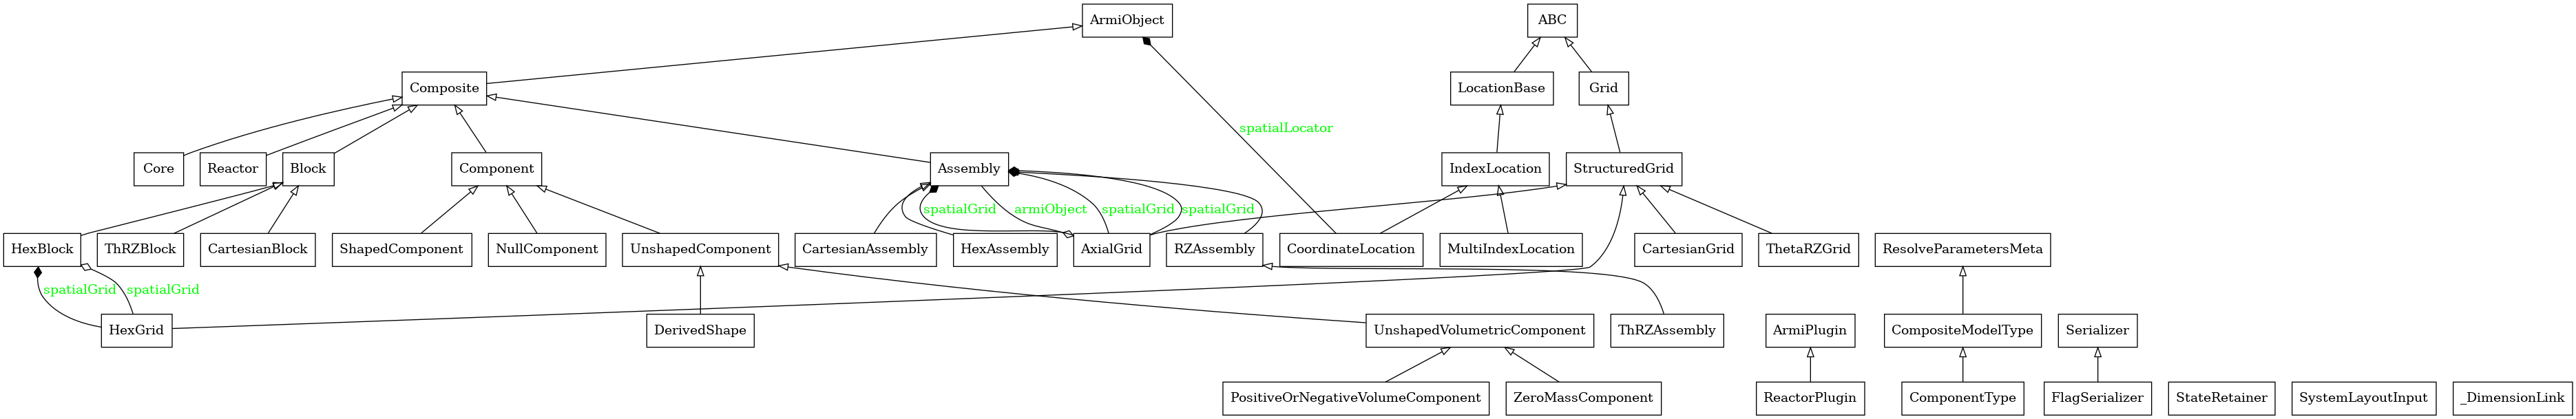 ArmiObject
ABC
Composite
LocationBase
Grid
spatialLocator
Core
Reactor
Block
Component
Assembly
IndexLocation
StructuredGrid
spatialGrid
armiObject
spatialGrid
spatialGrid
HexBlock
ThRZBlock
CartesianBlock
ShapedComponent
NullComponent
UnshapedComponent
CartesianAssembly
HexAssembly
AxialGrid
RZAssembly
CoordinateLocation
MultiIndexLocation
CartesianGrid
ThetaRZGrid
ResolveParametersMeta
spatialGrid
spatialGrid
HexGrid
DerivedShape
UnshapedVolumetricComponent
ThRZAssembly
ArmiPlugin
CompositeModelType
Serializer
PositiveOrNegativeVolumeComponent
ZeroMassComponent
ReactorPlugin
ComponentType
FlagSerializer
StateRetainer
SystemLayoutInput
_DimensionLink